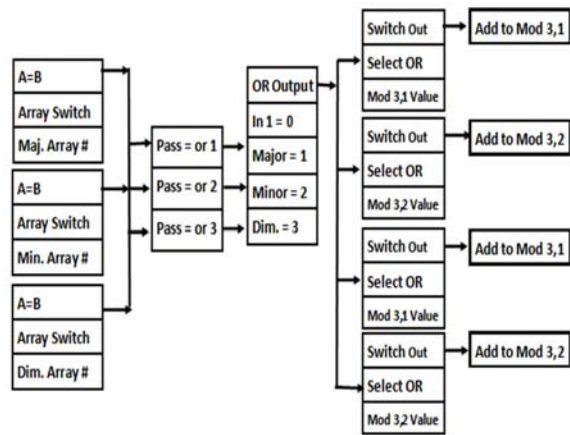 A=B
Array Switch
Maj. Array #
A=B
Array Switch
Min. Array #
A=B
Array Switch
Dim. Array #
Pass = or 1
Pass = or 2
Pass = or 3
OR Output
In 1 = 0
Major = 1
Minor = 2
Dim. = 3
Switch Out
Select OR
Mod 3,1 Value
Add to Mod 3,1
Switch Out
Select OR
Mod 3,2 Value
Add to Mod 3,2
Switch Out
Select OR
Mod 3,1 Value
Add to Mod 3,1
Switch Out
Select OR
Mod 3,2 Value
Add to Mod 3,2